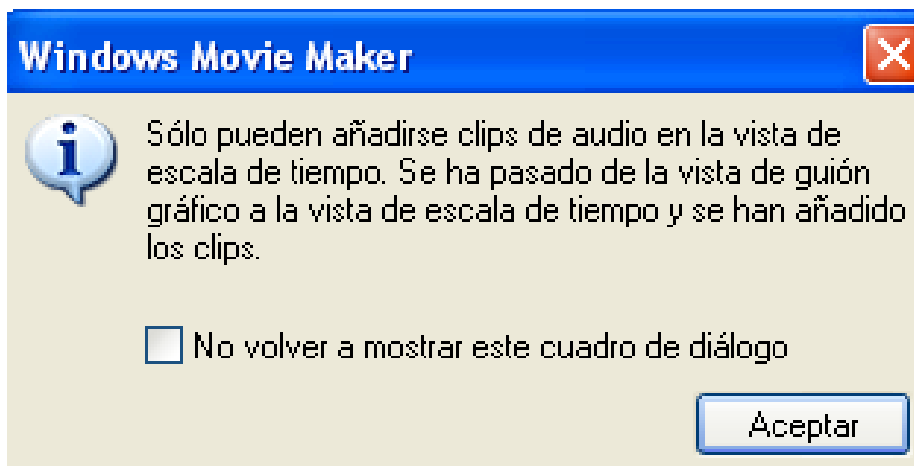 Windows Movie Maker
Sólo pueden añadirse clips de audio en la vista de
escala de tiempo. Se ha pasado de la vista de guión
gráfico a la vista de escala de tiempo y se han añadido
los clips.
No volver a mostrar este cuadro de diálogo
Aceptar